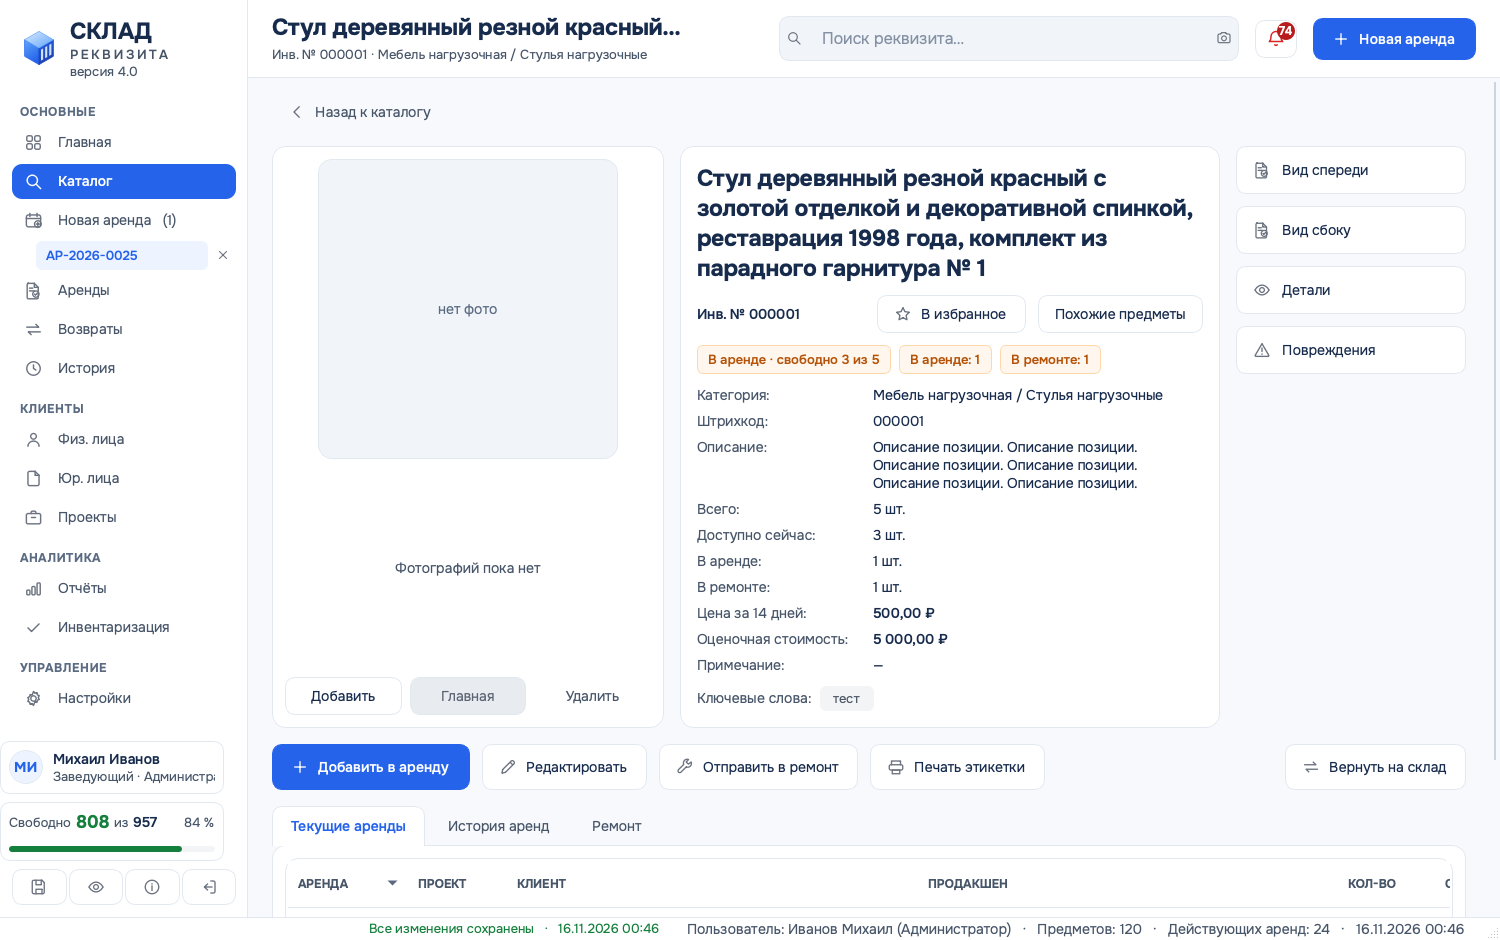 СКЛАД
РЕКВИЗИТА
версия 4.0
ОСНОВНЫЕ
Главная
Каталог
Новая аренда (1)
АР-2026-0025
Аренды
Возвраты
История
КЛИЕНТЫ
Физ. лица
Юр. лица
Проекты
АНАЛИТИКА
Отчёты
Инвентаризация
УПРАВЛЕНИЕ
Настройки
МИ
Михаил Иванов
Заведующий · Администра
Свободно 808 из 957 84 %
Стул деревянный резной красный...
Инв. № 000001 · Мебель нагрузочная / Стулья нагрузочные
Поиск реквизита...
74
Новая аренда
Назад к каталогу
нет фото
Фотографий пока нет
Добавить
Главная
Удалить
Стул деревянный резной красный с
золотой отделкой и декоративной спинкой,
реставрация 1998 года, комплект из
парадного гарнитура № 1
Инв. № 000001
В избранное
Похожие предметы
В аренде · свободно 3 из 5
В аренде: 1
В ремонте: 1
Категория: Мебель нагрузочная / Стулья нагрузочные
Штрихкод: 000001
Описание: Описание позиции. Описание позиции.
Описание позиции. Описание позиции.
Описание позиции. Описание позиции.
Всего: 5 шт.
Доступно сейчас: 3 шт.
В аренде: 1 шт.
В ремонте: 1 шт.
Цена за 14 дней: 500,00 ₽
Оценочная стоимость: 5 000,00 ₽
Примечание: —
Ключевые слова: тест
Вид спереди
Вид сбоку
Детали
Повреждения
Добавить в аренду
Редактировать
Отправить в ремонт
Печать этикетки
Вернуть на склад
Текущие аренды
История аренд
Ремонт
АРЕНДА ПРОЕКТ КЛИЕНТ ПРОДАКШЕН КОЛ-ВО
Все изменения сохранены · 16.11.2026 00:46
Пользователь: Иванов Михаил (Администратор) · Предметов: 120 · Действующих аренд: 24 · 16.11.2026 00:46